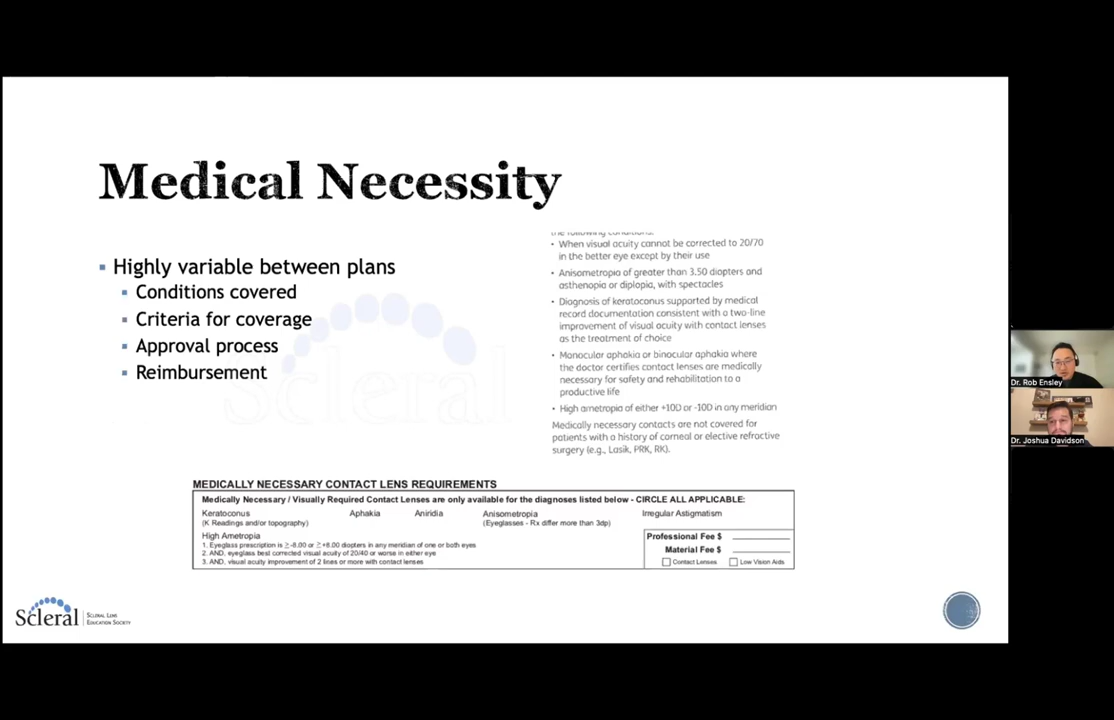 Medical Necessity
Highly variable between plans
Conditions covered
Criteria for coverage
Approval process
Reimbursement
the following conditions:
• When visual acuity cannot be corrected to 20/70
in the better eye except by their use
• Anisometropia of greater than 3.50 diopters and
asthenopia or diplopia, with spectacles
• Diagnosis of keratoconus supported by medical
record documentation consistent with a two-line
improvement of visual acuity with contact lenses
as the treatment of choice
• Monocular aphakia or binocular aphakia where
the doctor certifies contact lenses are medically
necessary for safety and rehabilitation to a
productive life
• High ametropia of either +10D or -10D in any meridian
Medically necessary contacts are not covered for
patients with a history of corneal or elective refractive
surgery (e.g., Lasik, PRK, RK).
Scleral
MEDICALLY NECESSARY CONTACT LENS REQUIREMENTS
Medically Necessary / Visually Required Contact Lenses are only available for the diagnoses listed below - CIRCLE ALL APPLICABLE:
Keratoconus Aphakia Aniridia Anisometropia Irregular Astigmatism
(K Readings and/or topography) (Eyeglasses - Rx differ more than 3dp)
High Ametropia
1. Eyeglass prescription is ≥-8.00 or ≥+8.00 diopters in any meridian of one or both eyes
2. AND, eyeglass best corrected visual acuity of 20/40 or worse in either eye
3. AND, visual acuity improvement of 2 lines or more with contact lenses
Professional Fee $
Material Fee $
Contact Lenses Low Vision Aids
Scleral
SCLERAL LENS
EDUCATION SOCIETY
Dr. Rob Ensley
Dr. Joshua Davidson